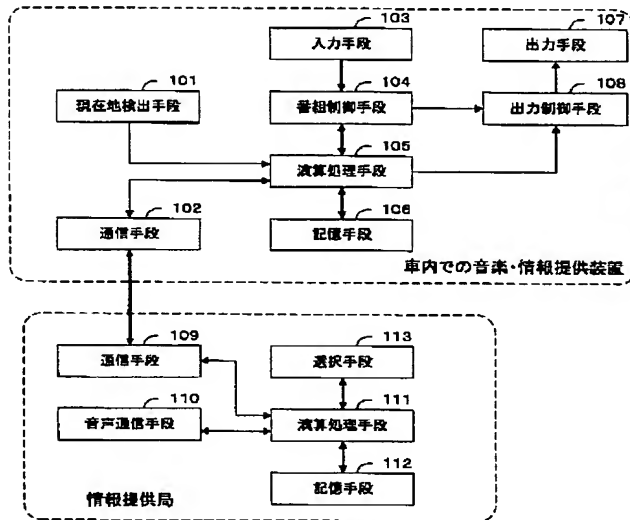 103
入力手段
107
出力手段
101
現在地検出手段
104
番組制御手段
108
出力制御手段
105
演算処理手段
102
通信手段
106
記憶手段
車内での音楽・情報提供装置
109
通信手段
113
選択手段
110
音声通信手段
111
演算処理手段
112
記憶手段
情報提供局